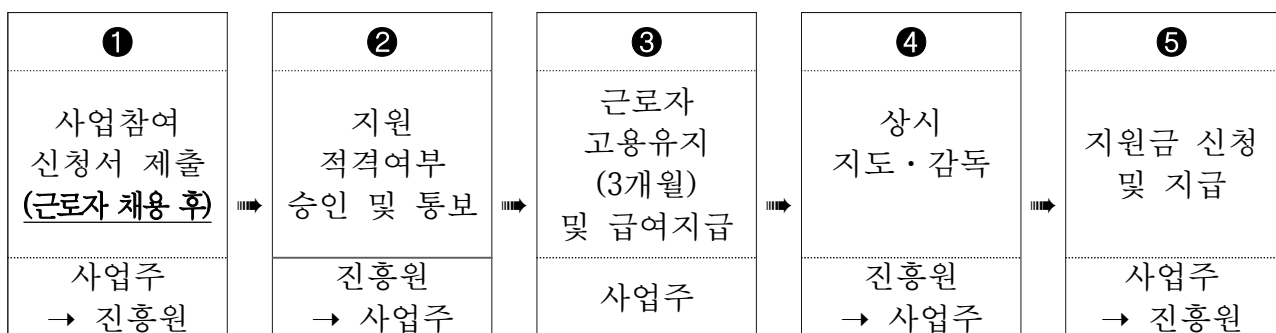 ❶
사업참여
신청서 제출
(근로자 채용 후)
사업주
→ 진흥원
➠
❷
지원
적격여부
승인 및 통보
진흥원
→ 사업주
➠
❸
근로자
고용유지
(3개월)
및 급여지급
사업주
➠
❹
상시
지도·감독
진흥원
→ 사업주
➠
❺
지원금 신청
및 지급
사업주
→ 진흥원